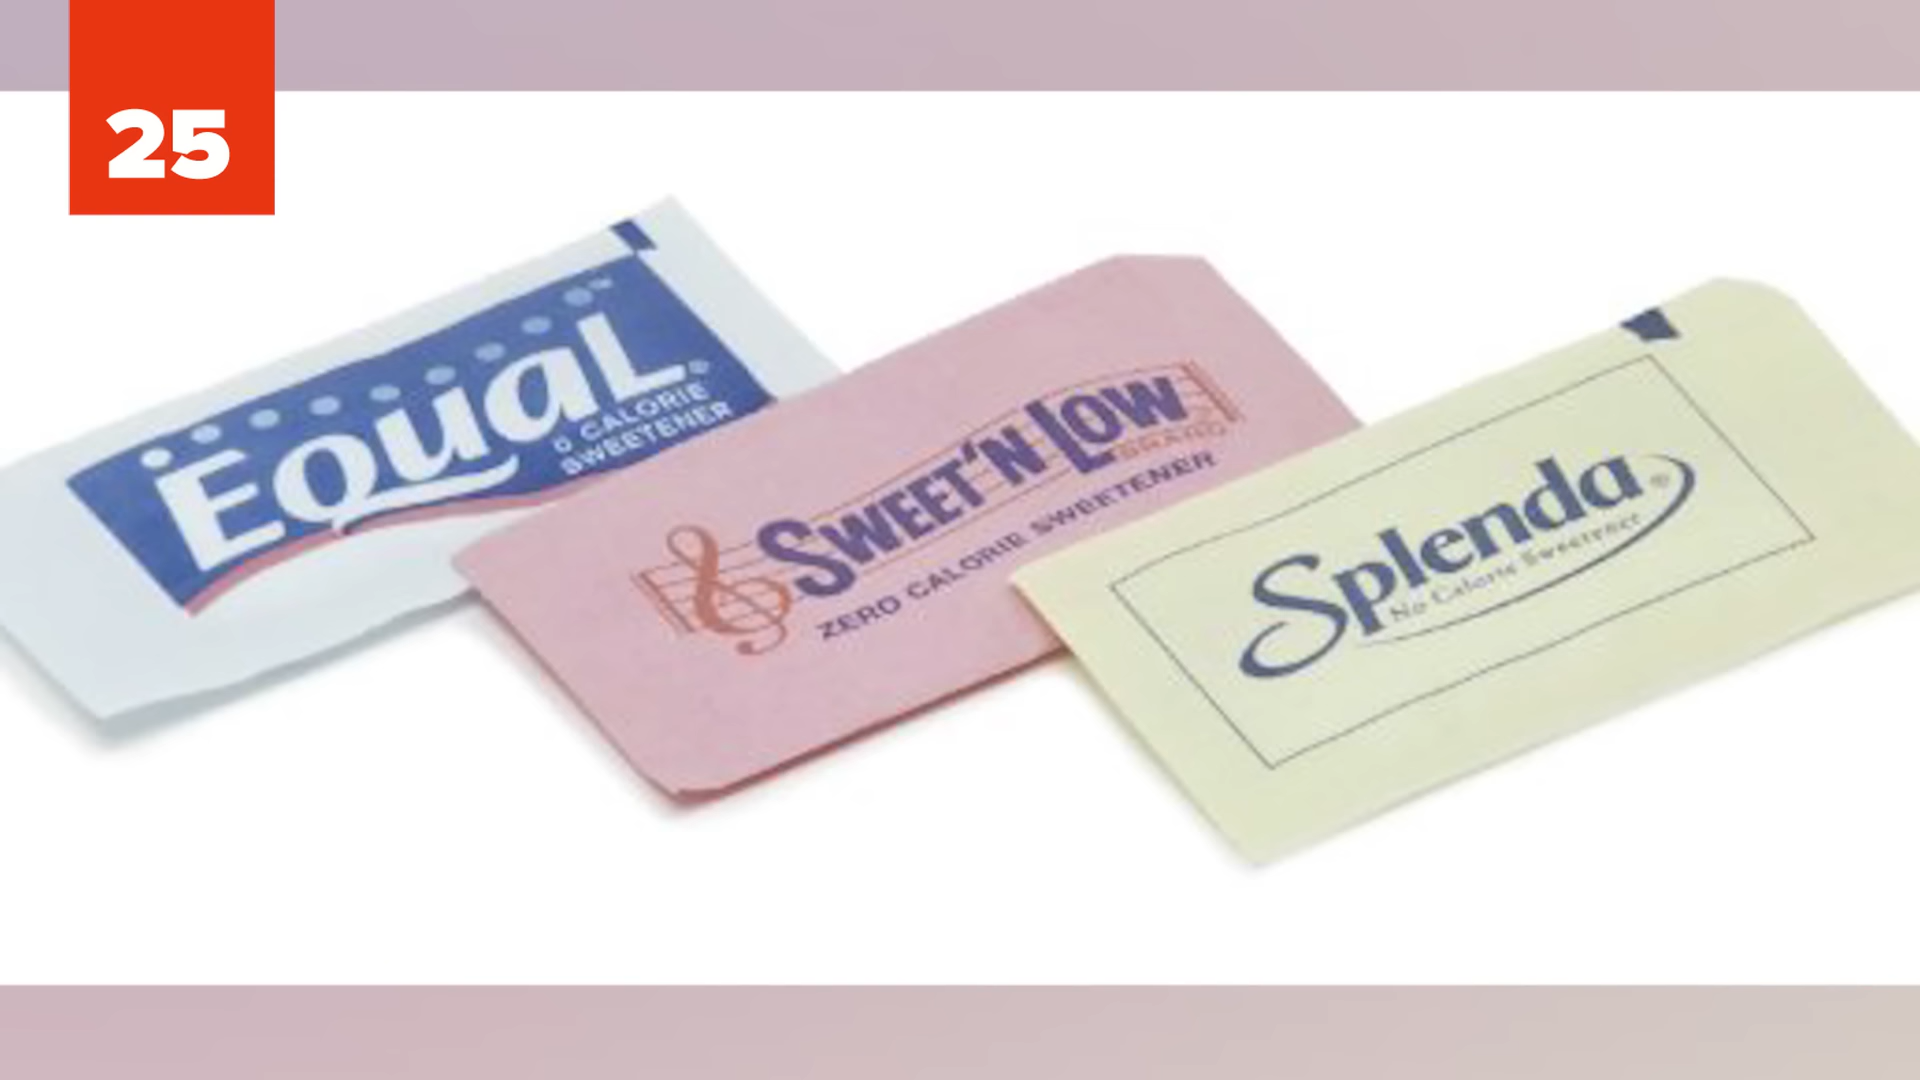 25
EQUAL®
0 CALORIE
SWEETENER
SWEET'N LOW
BRAND
ZERO CALORIE SWEETENER
Splenda®
No Calorie Sweetener